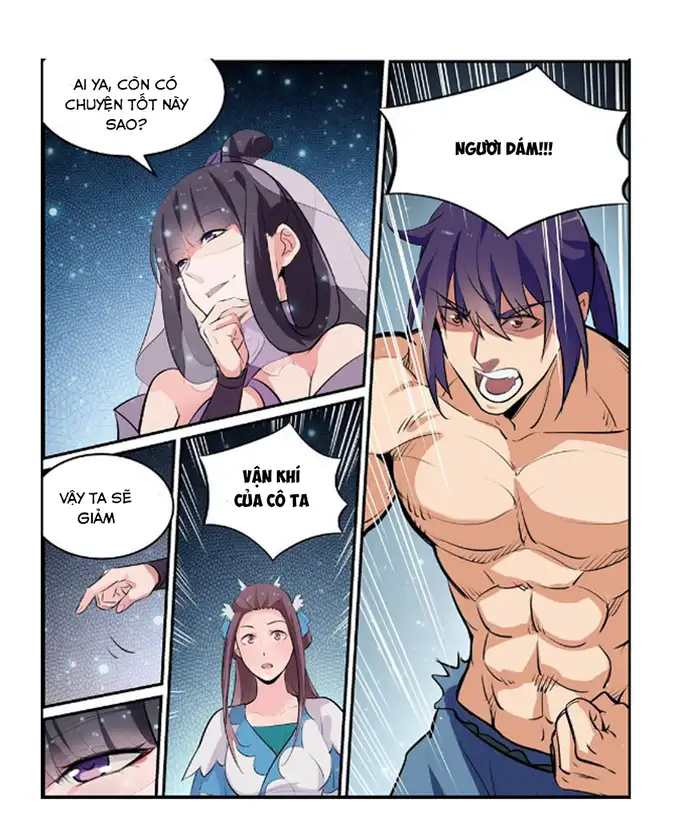 AI YA, CÒN CÓ
CHUYỆN TỐT NÀY
SAO?
NGƯƠI DÁM!!!
VẬY TA SẼ
GIẢM
VẬN KHÍ
CỦA CÔ TA